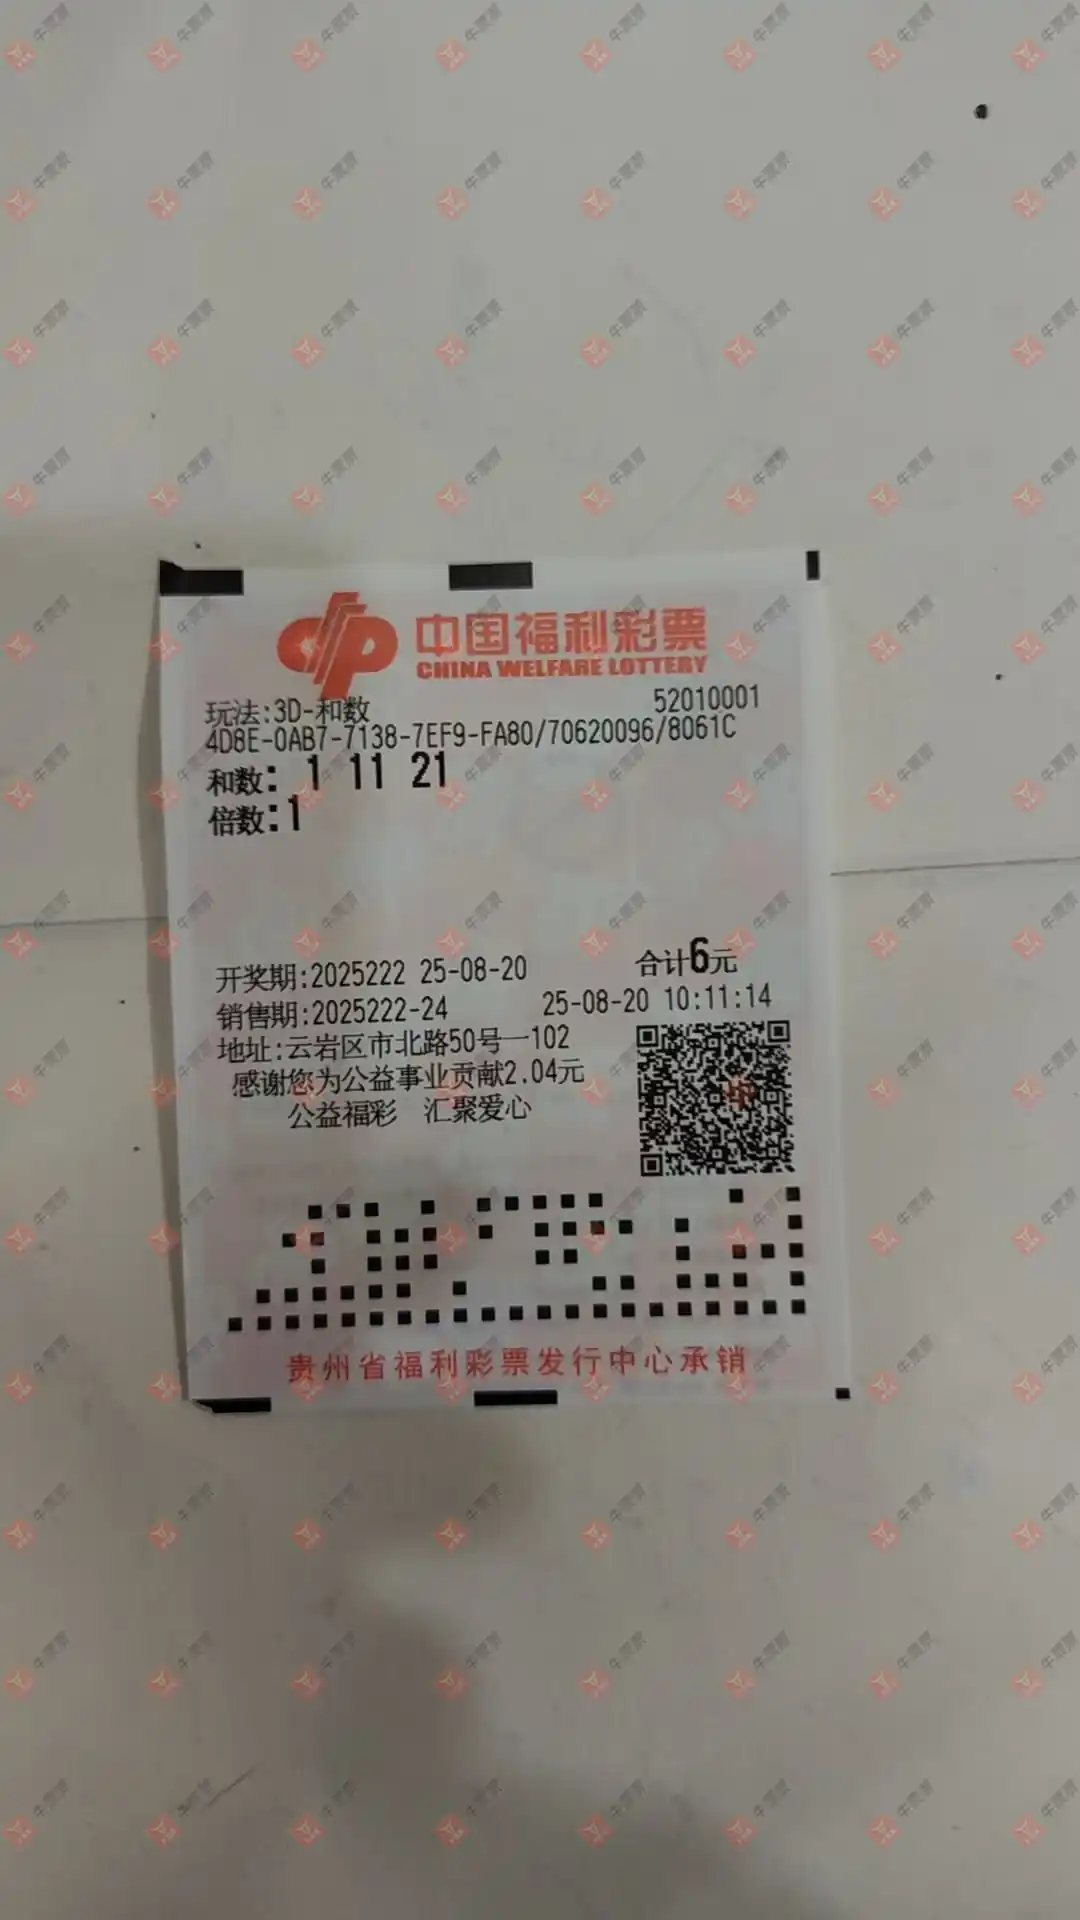 中国福利彩票
CHINA WELFARE LOTTERY
玩法:3D-和数 52010001
4D8E-0AB7-7138-7EF9-FA80/70620096/8061C
和数: 1 11 21
倍数:1
开奖期:2025222 25-08-20 合计6元
销售期:2025222-24 25-08-20 10:11:14
地址:云岩区市北路50号一102
感谢您为公益事业贡献2.04元
公益福彩 汇聚爱心
贵州省福利彩票发行中心承销